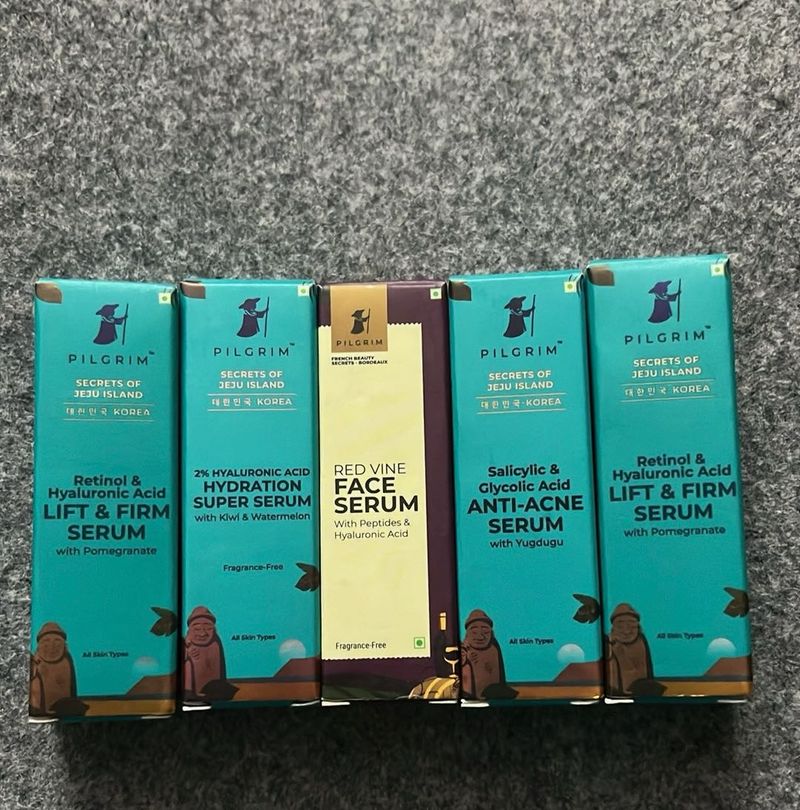 PILGRIM™
SECRETS OF
JEJU ISLAND
대한민국 KOREA
Retinol &
Hyaluronic Acid
LIFT & FIRM
SERUM
with Pomegranate
All Skin Types
PILGRIM™
SECRETS OF
JEJU ISLAND
대한민국 KOREA
2% HYALURONIC ACID
HYDRATION
SUPER SERUM
with Kiwi & Watermelon
Fragrance-Free
All Skin Types
PILGRIM
FRENCH BEAUTY
SECRETS - BORDEAUX
RED VINE
FACE
SERUM
With Peptides &
Hyaluronic Acid
Fragrance-Free
PILGRIM™
SECRETS OF
JEJU ISLAND
대한민국 - KOREA
Salicylic &
Glycolic Acid
ANTI-ACNE
SERUM
with Yugdugu
All Skin Types
PILGRIM™
SECRETS OF
JEJU ISLAND
대한민국 KOREA
Retinol &
Hyaluronic Acid
LIFT & FIRM
SERUM
with Pomegranate
All Skin Types